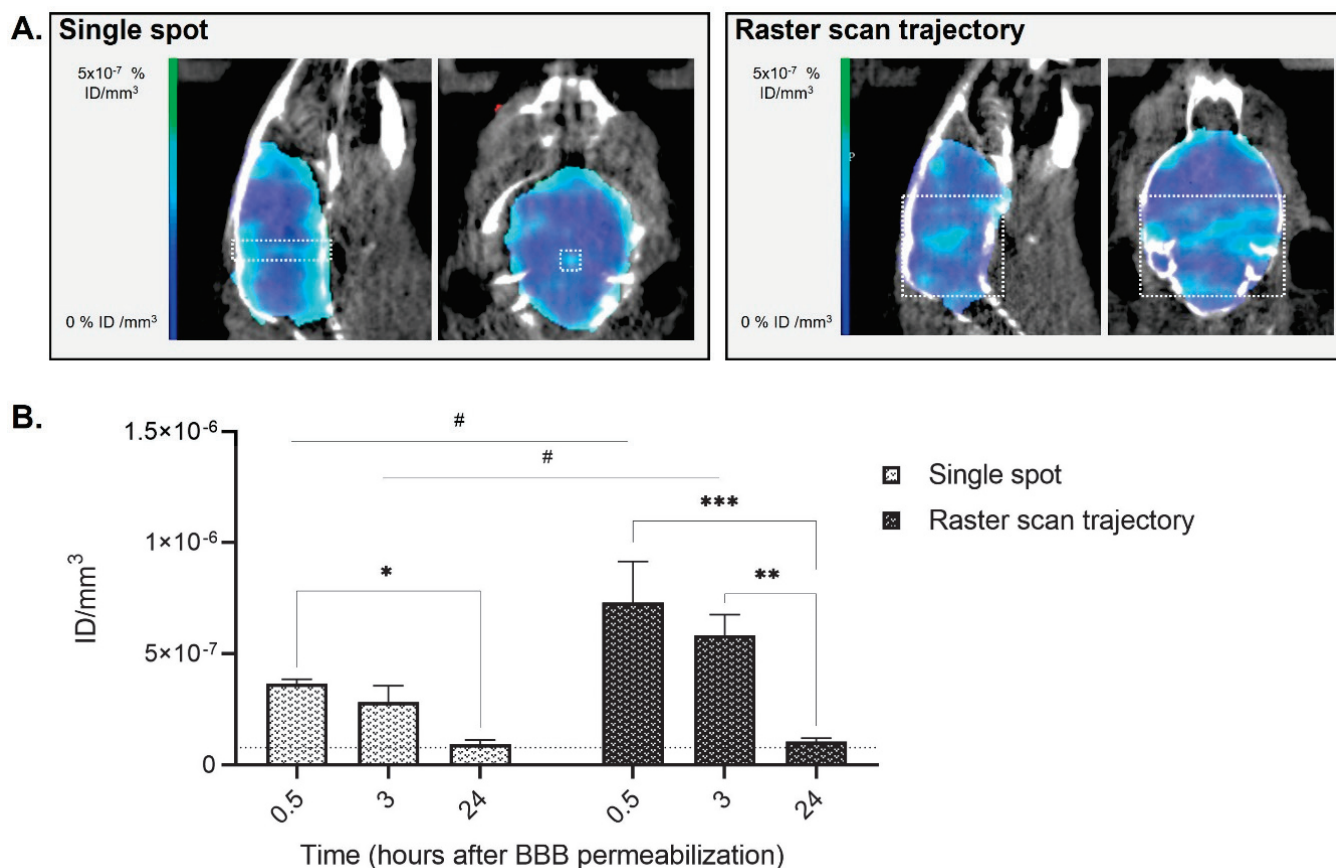 A.
Single spot
5x10⁻⁷ %
ID/mm³
0 % ID /mm³
Raster scan trajectory
5x10⁻⁷ %
ID/mm³
P
0 % ID /mm³
B.
1.5×10⁻⁶
1×10⁻⁶
5×10⁻⁷
0
ID/mm³
#
#
*
***
**
Single spot
Raster scan trajectory
0.5
3
24
0.5
3
24
Time (hours after BBB permeabilization)